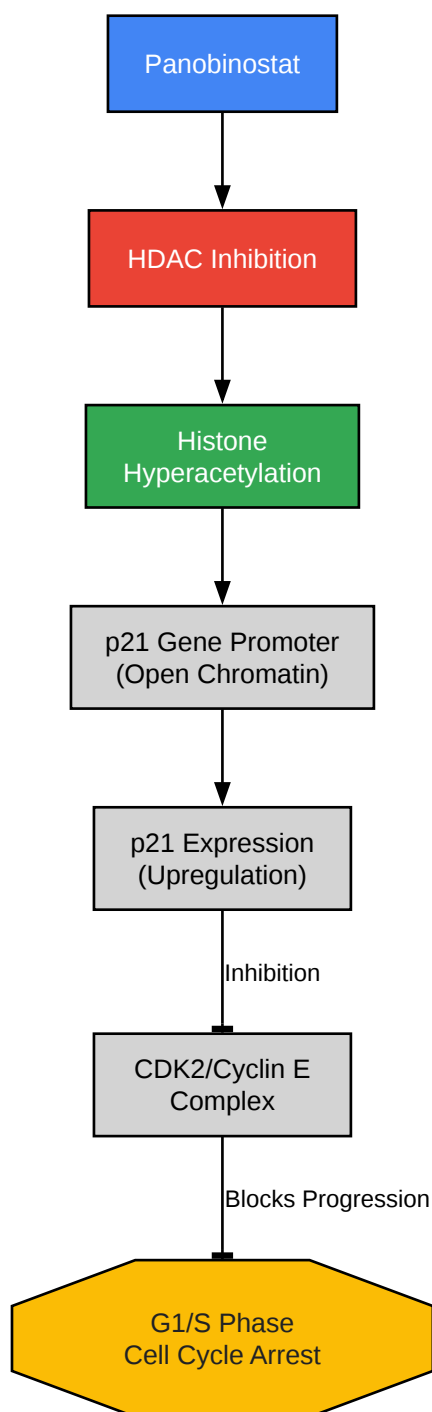 Panobinostat
HDAC Inhibition
Histone
Hyperacetylation
p21 Gene Promoter
(Open Chromatin)
p21 Expression
(Upregulation)
Inhibition
CDK2/Cyclin E
Complex
Blocks Progression
G1/S Phase
Cell Cycle Arrest